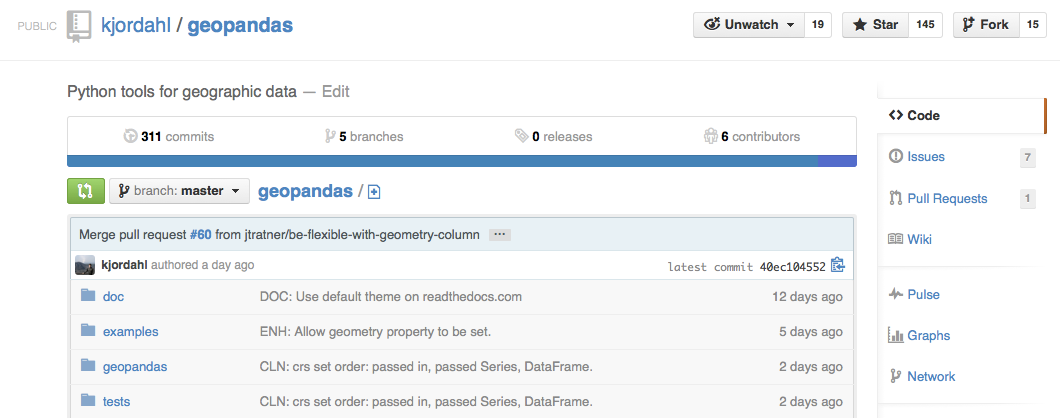 PUBLIC kjordahl / geopandas Unwatch 19 Star 145 Fork 15
Python tools for geographic data — Edit
311 commits 5 branches 0 releases 6 contributors
branch: master geopandas /
Merge pull request #60 from jtratner/be-flexible-with-geometry-column ...
kjordahl authored a day ago latest commit 40ec104552
doc DOC: Use default theme on readthedocs.com 12 days ago
examples ENH: Allow geometry property to be set. 5 days ago
geopandas CLN: crs set order: passed in, passed Series, DataFrame. 2 days ago
tests CLN: crs set order: passed in, passed Series, DataFrame. 2 days ago
Code
Issues 7
Pull Requests 1
Wiki
Pulse
Graphs
Network